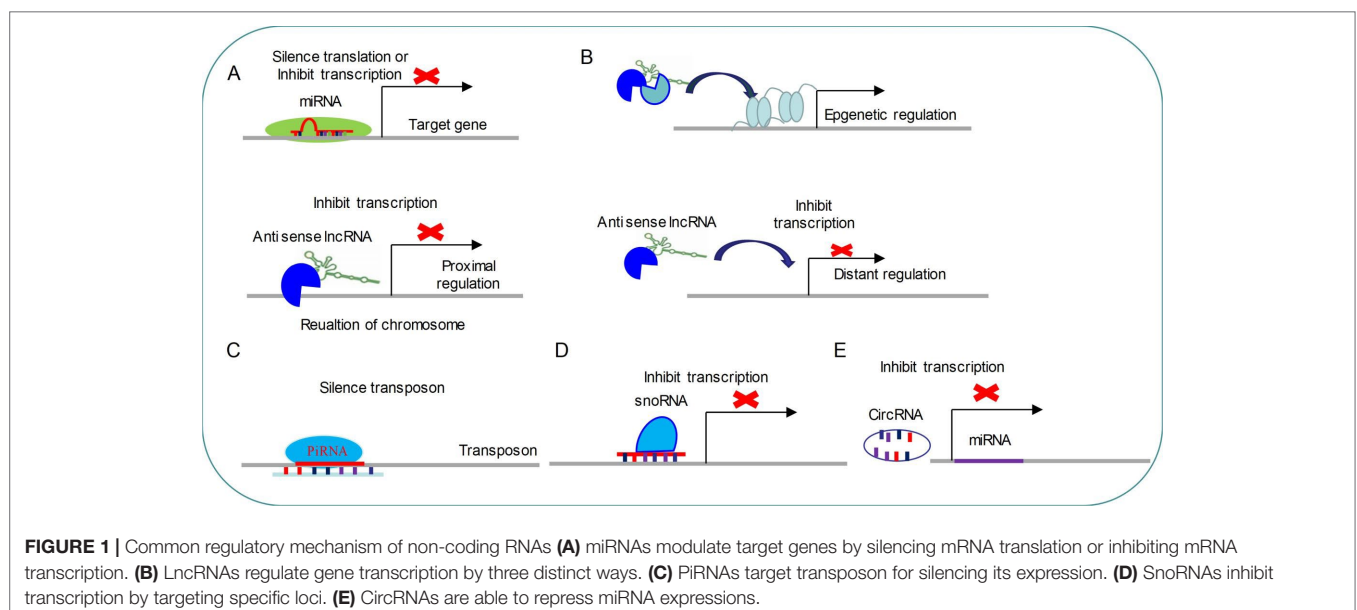 A
Silence translation or
Inhibit transcription
miRNA
Target gene
B
Epgenetic regulation
Inhibit transcription
Anti sense lncRNA
Proximal
regulation
Reualtion of chromosome
Anti sense lncRNA
Inhibit
transcription
Distant regulation
C
Silence transposon
PiRNA
Transposon
D
Inhibit transcription
snoRNA
E
Inhibit transcription
CircRNA
miRNA
FIGURE 1 | Common regulatory mechanism of non-coding RNAs (A) miRNAs modulate target genes by silencing mRNA translation or inhibiting mRNA
transcription. (B) LncRNAs regulate gene transcription by three distinct ways. (C) PiRNAs target transposon for silencing its expression. (D) SnoRNAs inhibit
transcription by targeting specific loci. (E) CircRNAs are able to repress miRNA expressions.